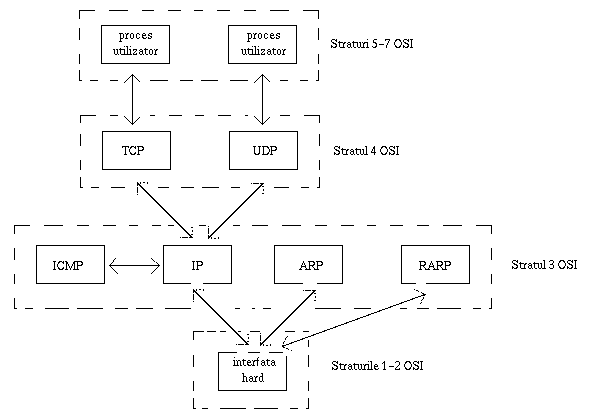 proces
utilizator
proces
utilizator
Straturi 5-7 OSI
TCP
UDP
Stratul 4 OSI
ICMP
IP
ARP
RARP
Stratul 3 OSI
interfata
hard
Straturile 1-2 OSI